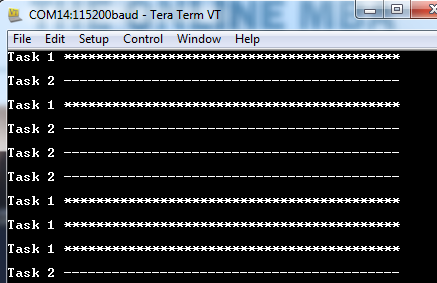 COM14:115200baud - Tera Term VT
File Edit Setup Control Window Help
Task 1 ******************************************
Task 2 ------------------------------------------
Task 1 ******************************************
Task 2 ------------------------------------------
Task 2 ------------------------------------------
Task 2 ------------------------------------------
Task 1 ******************************************
Task 1 ******************************************
Task 1 ******************************************
Task 2 ------------------------------------------